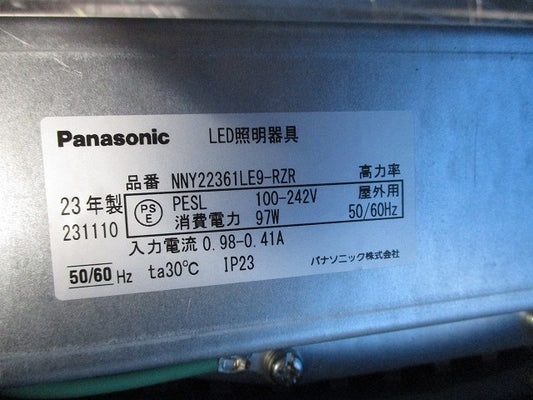 Panasonic LED照明器具
品番 NNY22361LE9-RZR 高力率
23年製 PS E PESL 100-242V 屋外用
231110 消費電力 97W 50/60Hz
入力電流 0.98-0.41A
50/60 Hz ta30℃ IP23 パナソニック株式会社